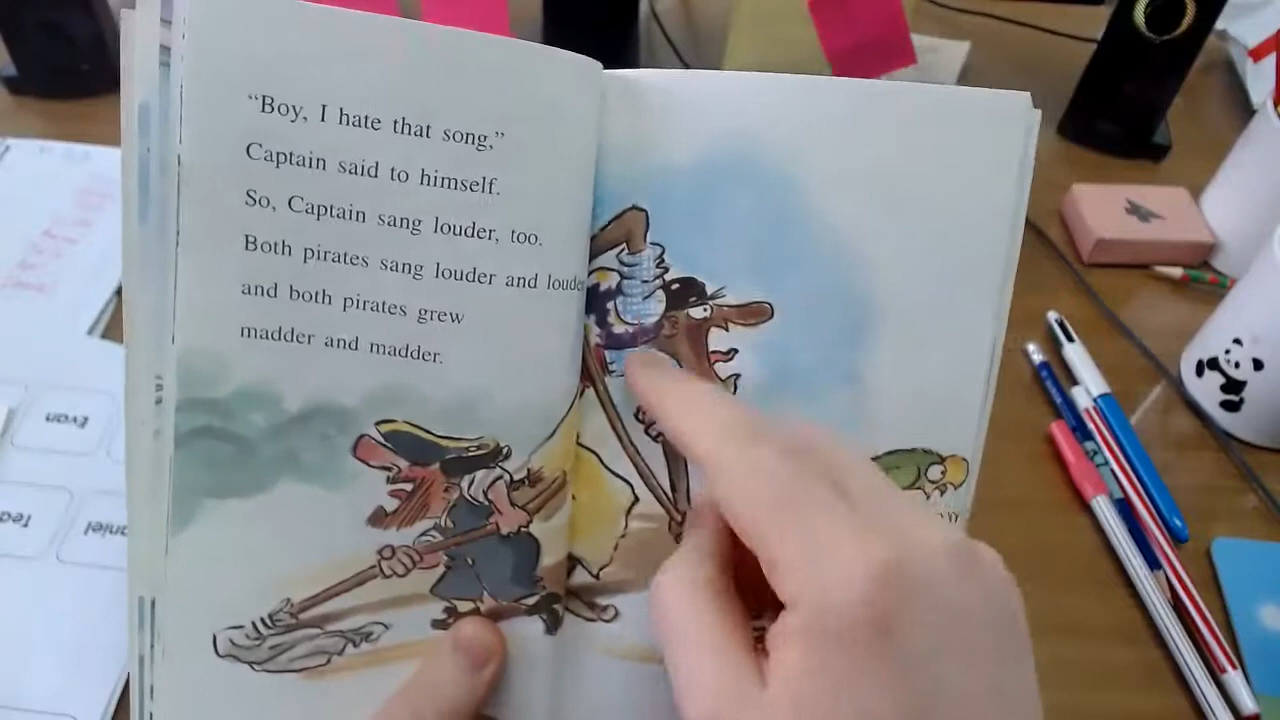 "Boy, I hate that song,"
Captain said to himself.
So, Captain sang louder, too.
Both pirates sang louder and louder
and both pirates grew
madder and madder.
Evan
Ted